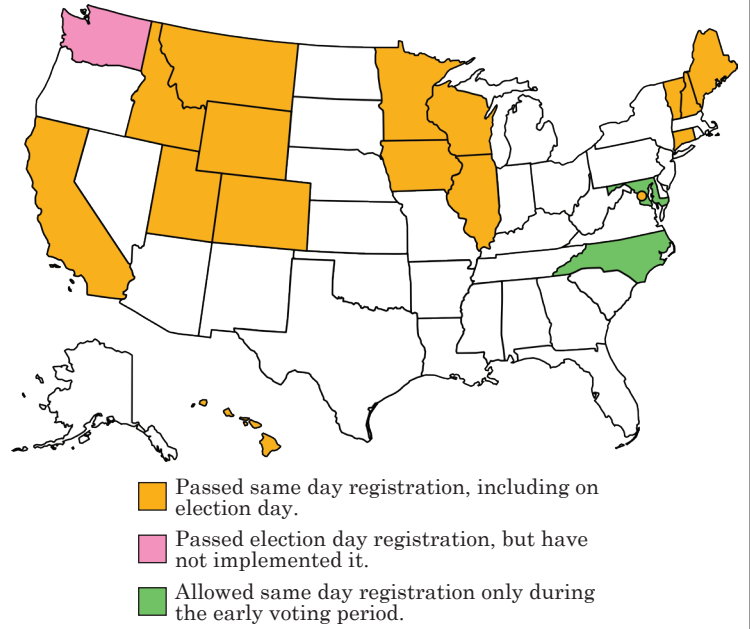 Passed same day registration, including on
election day.
Passed election day registration, but have
not implemented it.
Allowed same day registration only during
the early voting period.